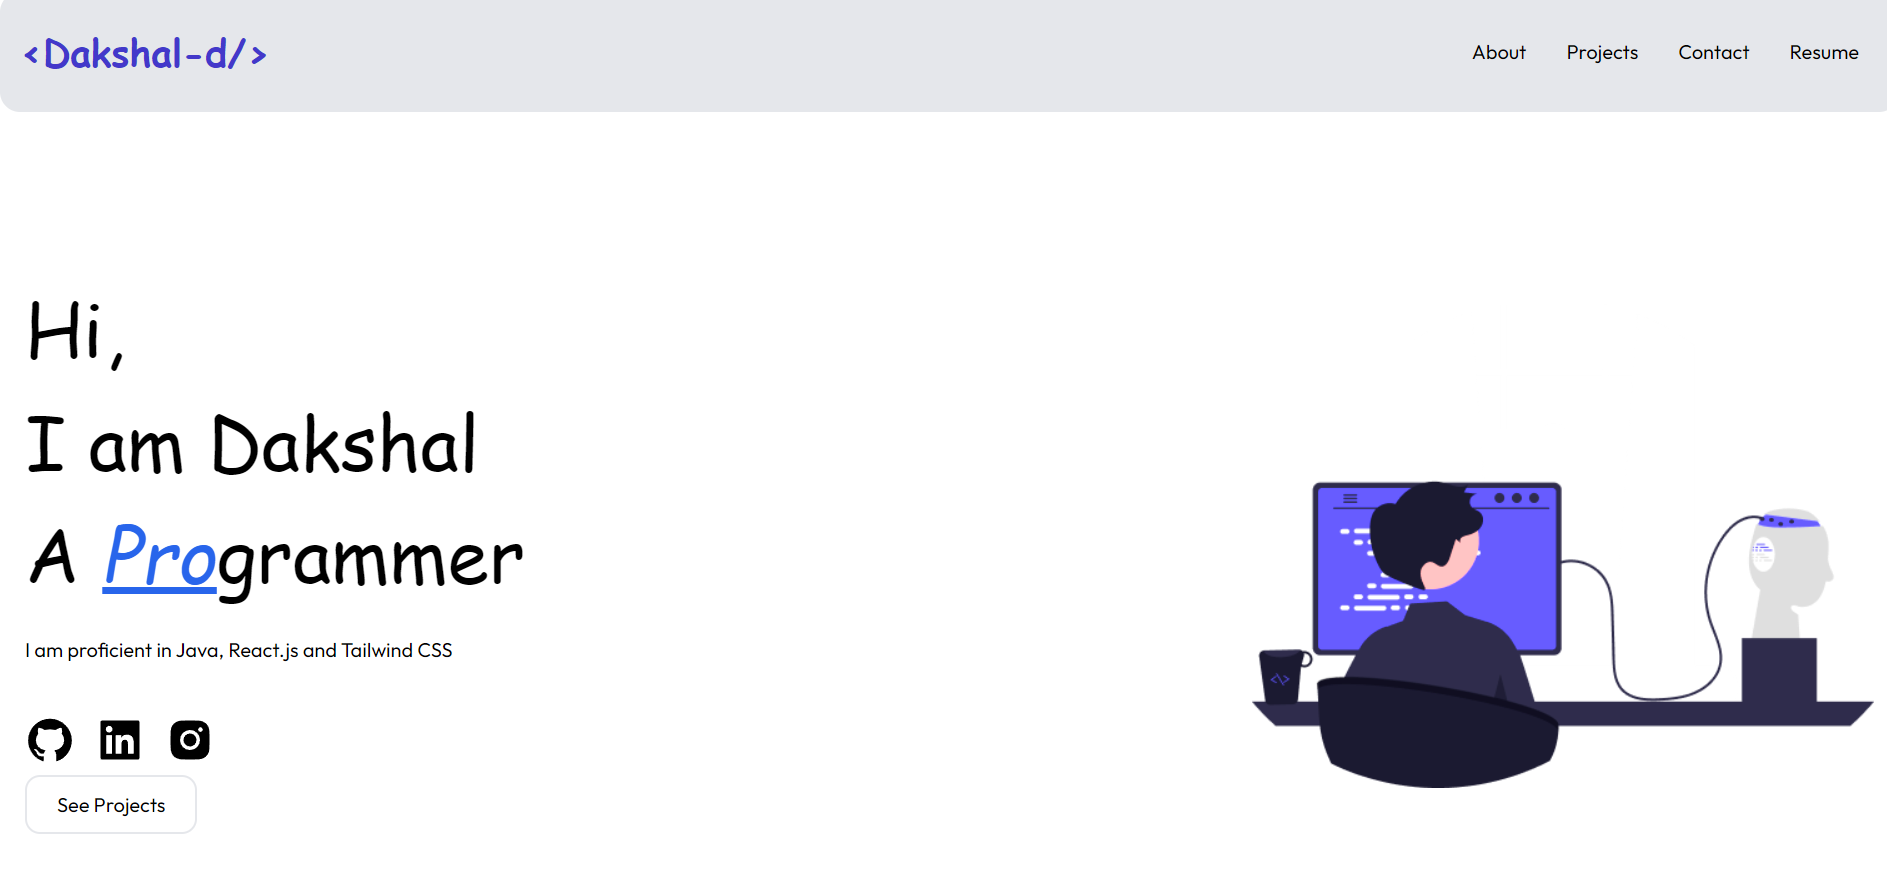 <Dakshal-d/>
About Projects Contact Resume
Hi,
I am Dakshal
A Programmer
I am proficient in Java, React.js and Tailwind CSS
in
See Projects